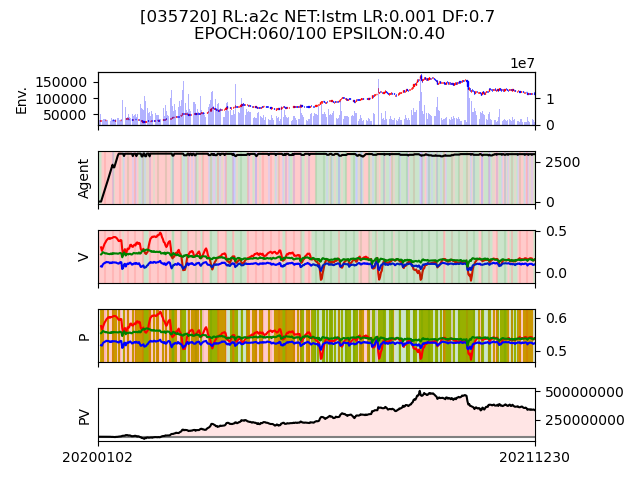 [035720] RL:a2c NET:lstm LR:0.001 DF:0.7
EPOCH:060/100 EPSILON:0.40
1e7
Env.
150000
100000
50000
1
0
Agent
2500
0
V
0.5
0.0
P
0.6
0.5
PV
500000000
250000000
20200102
20211230